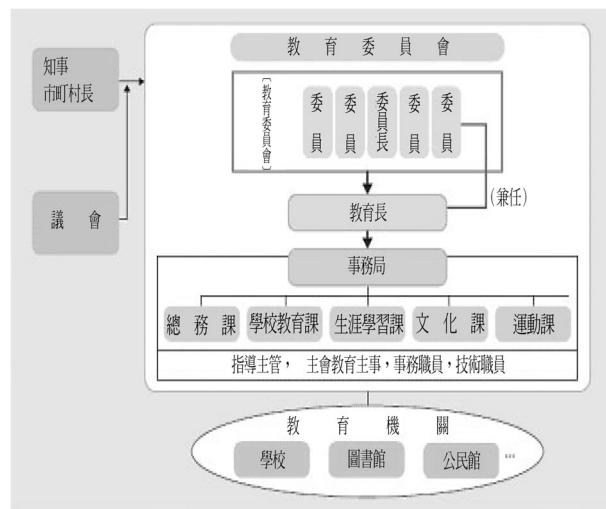 教育委員會
知事
市町村長
議會
〔教育委員會〕
委員
委員
委員長
委員
委員
(兼任)
教育長
事務局
總務課
學校教育課
生涯學習課
文化課
運動課
指導主管， 主會教育主事，事務職員，技術職員
教育機關
學校
圖書館
公民館
…